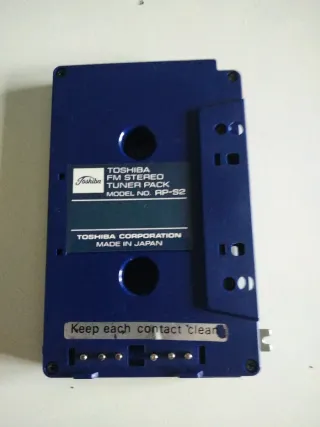 Toshiba
TOSHIBA
FM STEREO
TUNER PACK
MODEL NO. RP-S2
TOSHIBA CORPORATION
MADE IN JAPAN
Keep each contact clean